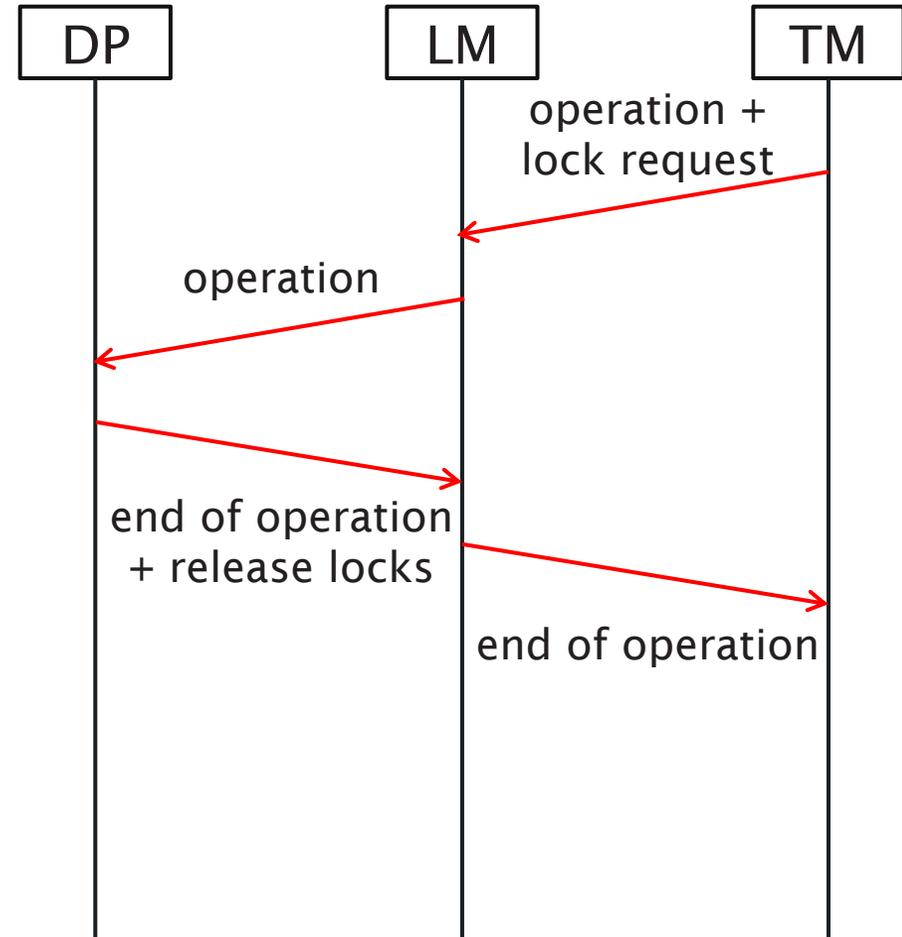 DP
LM
TM
operation +
lock request
operation
end of operation
+ release locks
end of operation